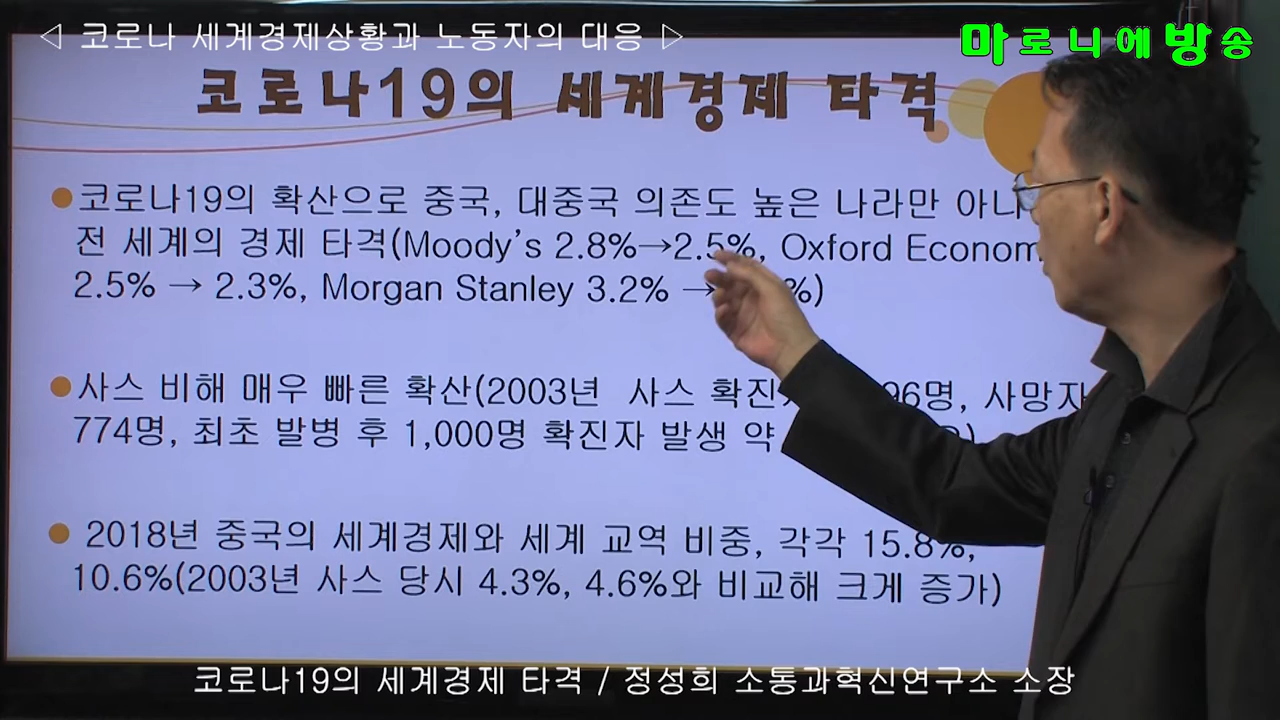 ◁ 코로나 세계경제상황과 노동자의 대응 ▷
마로니에방송
코로나19의 세계경제 타격
●코로나19의 확산으로 중국, 대중국 의존도 높은 나라만 아니
전 세계의 경제 타격(Moody's 2.8%→2.5%, Oxford Econom
2.5% → 2.3%, Morgan Stanley 3.2% → %)
●사스 비해 매우 빠른 확산(2003년 사스 확진 96명, 사망자
774명, 최초 발병 후 1,000명 확진자 발생 약
● 2018년 중국의 세계경제와 세계 교역 비중, 각각 15.8%,
10.6%(2003년 사스 당시 4.3%, 4.6%와 비교해 크게 증가)
코로나19의 세계경제 타격 / 정성희 소통과혁신연구소 소장